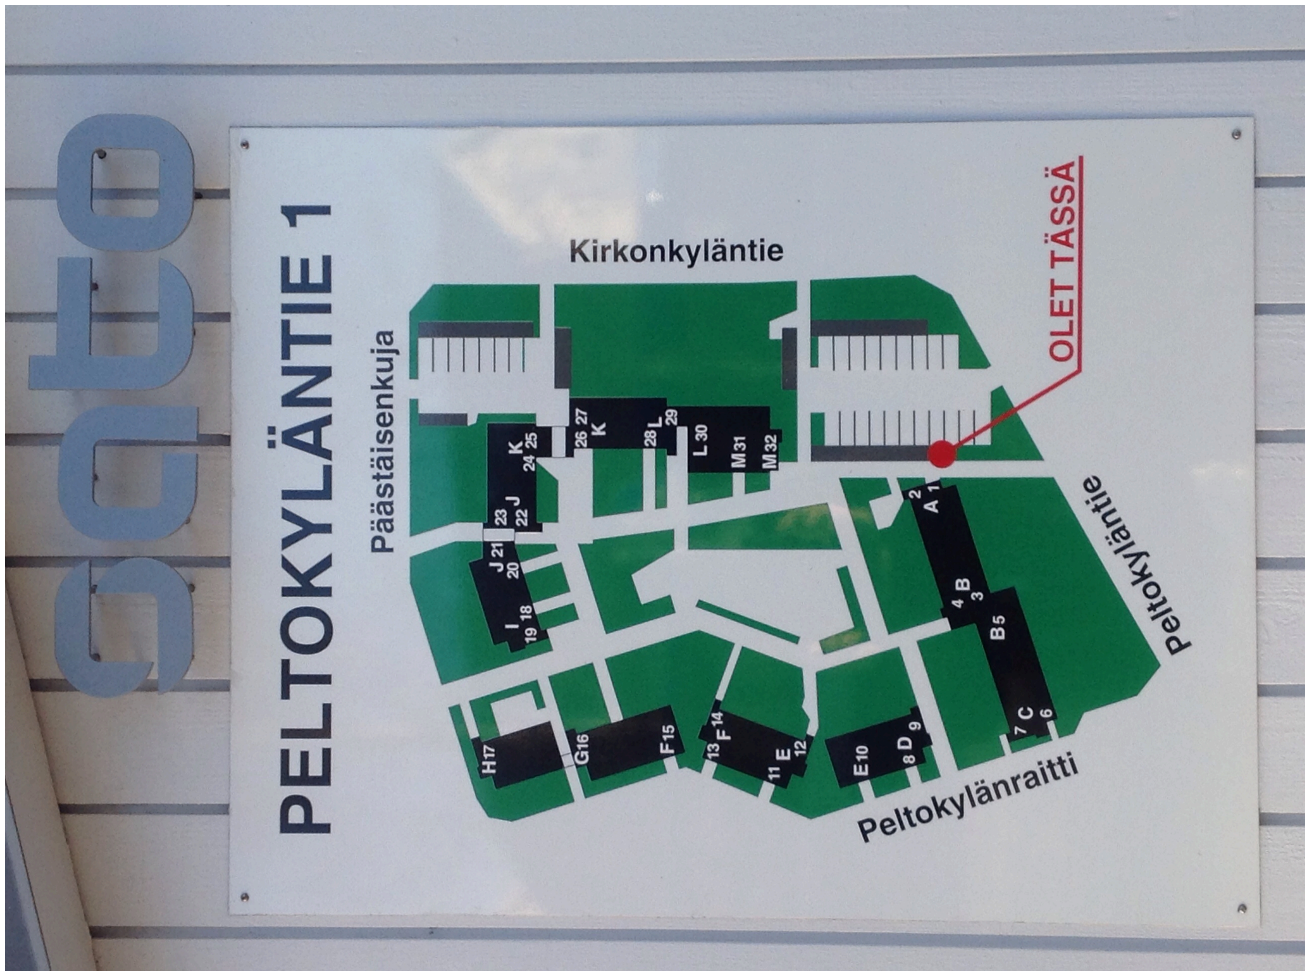 sato
PELTOKYLÄNTIE 1
Päästäisenkuja
Kirkonkyläntie
OLET TÄSSÄ
Peltokyläntie
Peltokylänraitti
K
24 25
26 27
K
28 L 29
L 30
M 31
M 32
23
22 J
J 21
20
I 18
19
A 1
2
B
3
4
B 5
C
6
7
8 D 9
E 10
11 E 12
13 F 14
F 15
G 16
H 17